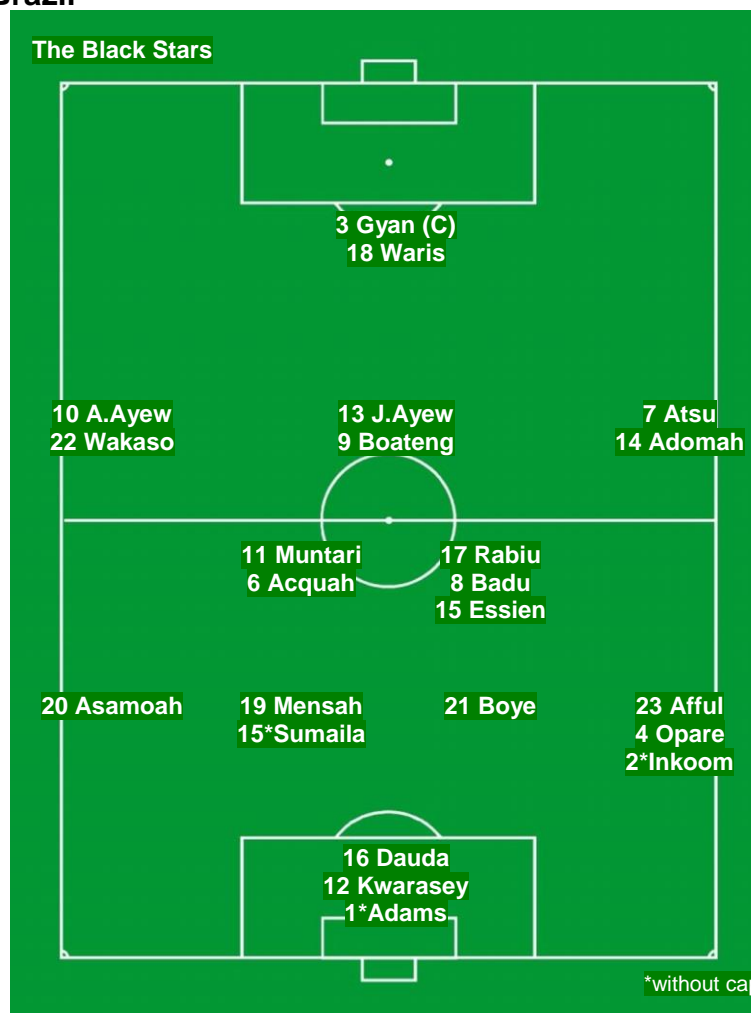 The Black Stars
3 Gyan (C)
18 Waris
10 A.Ayew
22 Wakaso
13 J.Ayew
9 Boateng
7 Atsu
14 Adomah
11 Muntari
6 Acquah
17 Rabiu
8 Badu
15 Essien
20 Asamoah
19 Mensah
15*Sumaila
21 Boye
23 Afful
4 Opare
2*Inkoom
16 Dauda
12 Kwarasey
1*Adams
*without